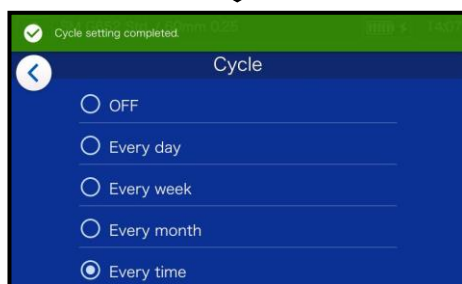 Cycle setting completed.
Cycle
OFF
Every day
Every week
Every month
Every time